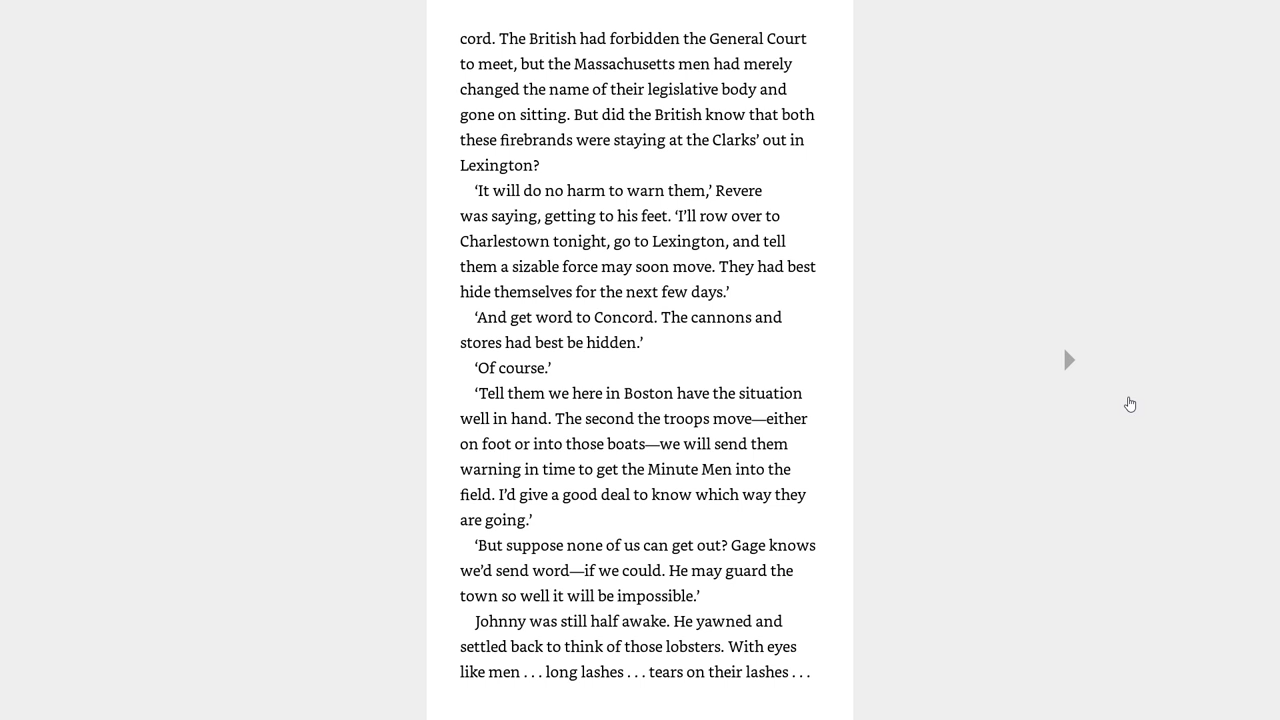 cord. The British had forbidden the General Court
to meet, but the Massachusetts men had merely
changed the name of their legislative body and
gone on sitting. But did the British know that both
these firebrands were staying at the Clarks’ out in
Lexington?
‘It will do no harm to warn them,’ Revere
was saying, getting to his feet. ‘I’ll row over to
Charlestown tonight, go to Lexington, and tell
them a sizable force may soon move. They had best
hide themselves for the next few days.’
‘And get word to Concord. The cannons and
stores had best be hidden.’
‘Of course.’
‘Tell them we here in Boston have the situation
well in hand. The second the troops move—either
on foot or into those boats—we will send them
warning in time to get the Minute Men into the
field. I’d give a good deal to know which way they
are going.’
‘But suppose none of us can get out? Gage knows
we’d send word—if we could. He may guard the
town so well it will be impossible.’
Johnny was still half awake. He yawned and
settled back to think of those lobsters. With eyes
like men . . . long lashes . . . tears on their lashes . . .